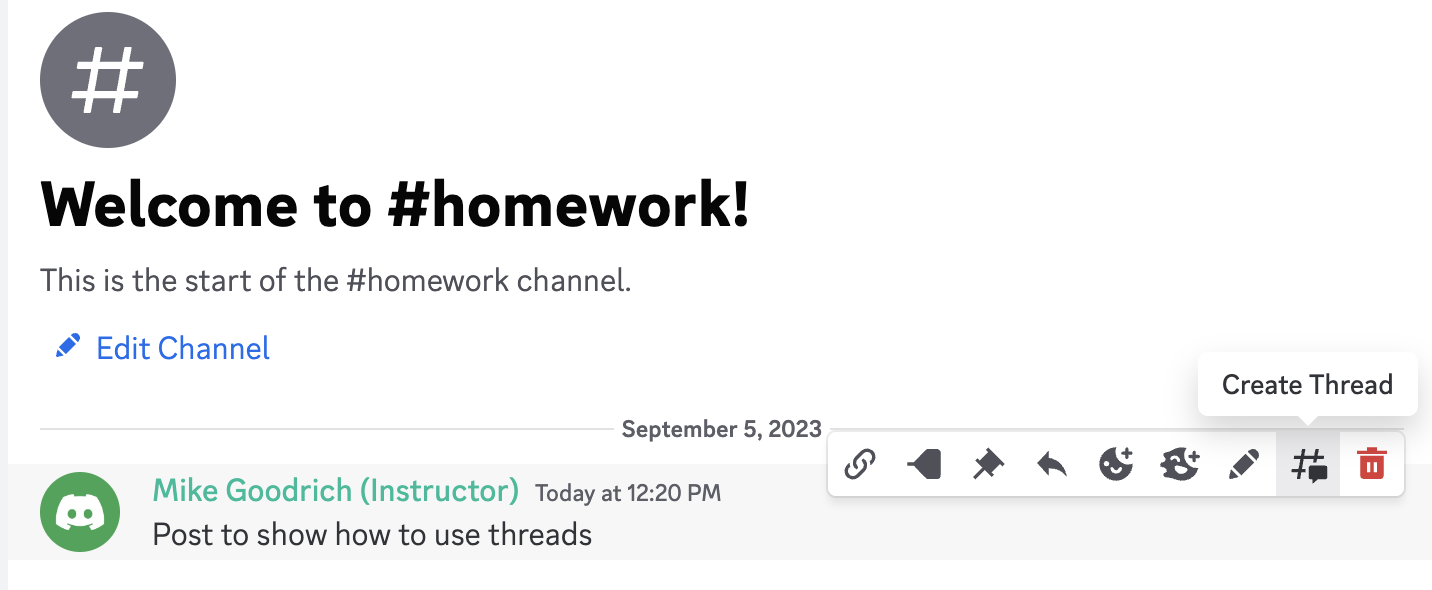 Welcome to #homework!
This is the start of the #homework channel.
Edit Channel
Create Thread
September 5, 2023
Mike Goodrich (Instructor) Today at 12:20 PM
Post to show how to use threads